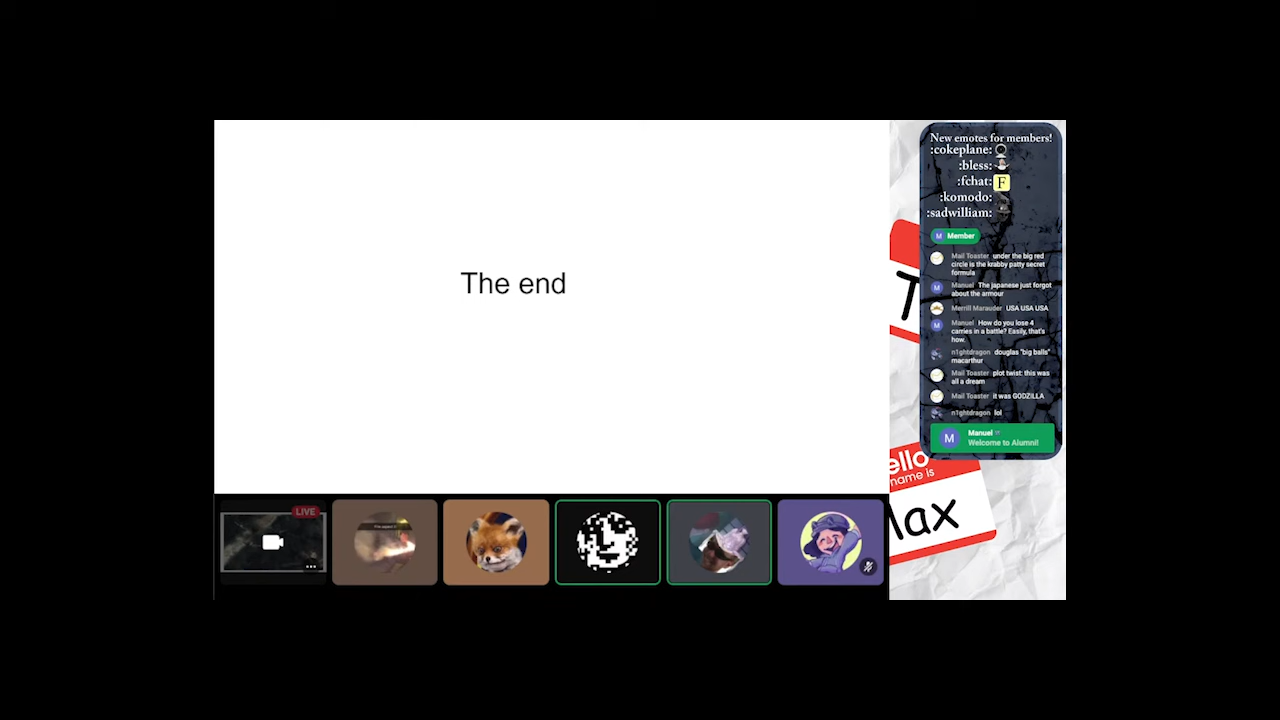 The end
LIVE
New emotes for members!
:cokeplane:
:bless:
:fchat: F
:komodo:
:sadwilliam:
M Member
Mail Toaster under the big red
circle is the krabby patty secret
formula
M Manuel The japanese just forgot
about the armour
Merrill Marauder USA USA USA
M Manuel How do you lose 4
carries in a battle? Easily, that's
how.
n1ghtdragon douglas "big balls"
macarthur
Mail Toaster plot twist: this was
all a dream
Mail Toaster it was GODZILLA
n1ghtdragon lol
M Manuel
Welcome to Alumni!
ello
name is
Max